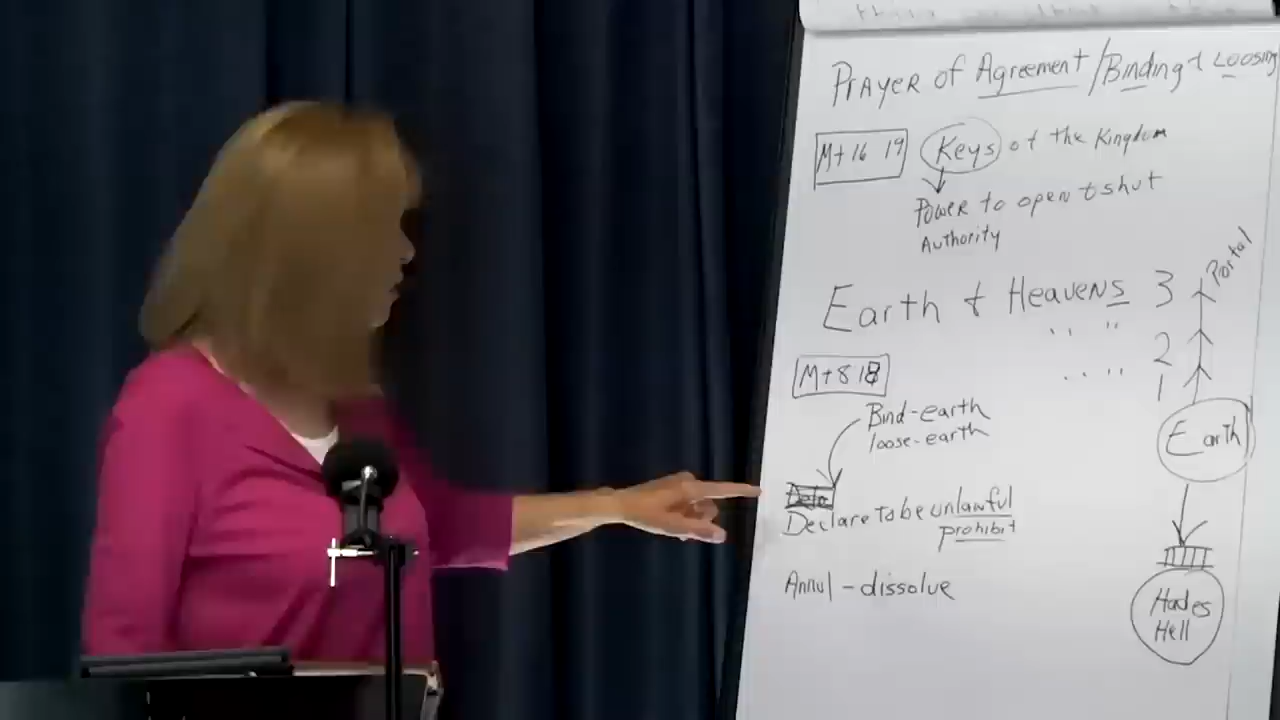 Prayer of Agreement / Binding + Loosing
Mt 16 19 Keys of the Kingdom
Power to open + shut
Authority
Portal
Earth + Heavens 3
2
Mt 8 18
1
Bind-earth
loose-earth
Earth
Declare to be unlawful
prohibit
Annul - dissolve
Hades
Hell